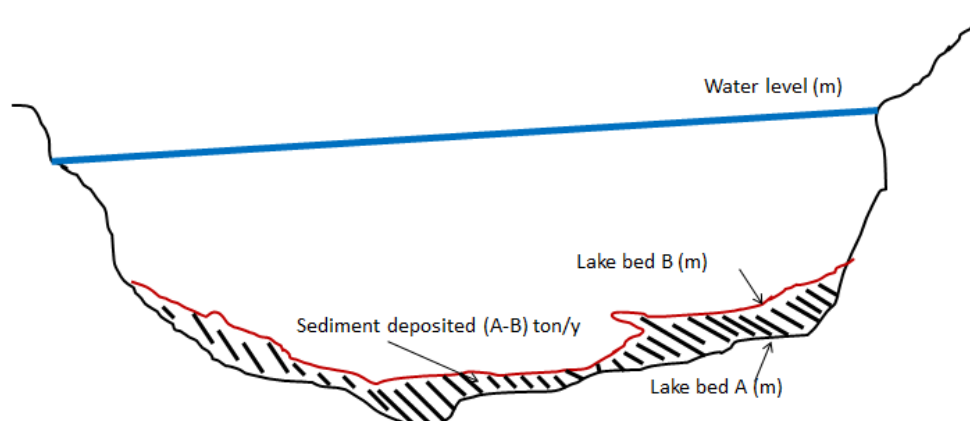 Water level (m)
Lake bed B (m)
Sediment deposited (A-B) ton/y
Lake bed A (m)